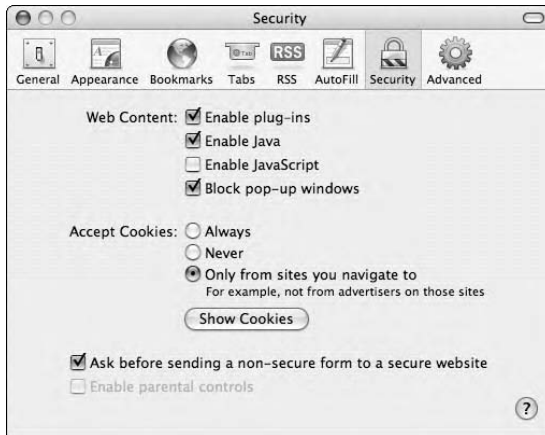 Security
General Appearance Bookmarks Tabs RSS AutoFill Security Advanced
Web Content: Enable plug-ins
Enable Java
Enable JavaScript
Block pop-up windows
Accept Cookies: Always
Never
Only from sites you navigate to
For example, not from advertisers on those sites
Show Cookies
Ask before sending a non-secure form to a secure website
Enable parental controls
?